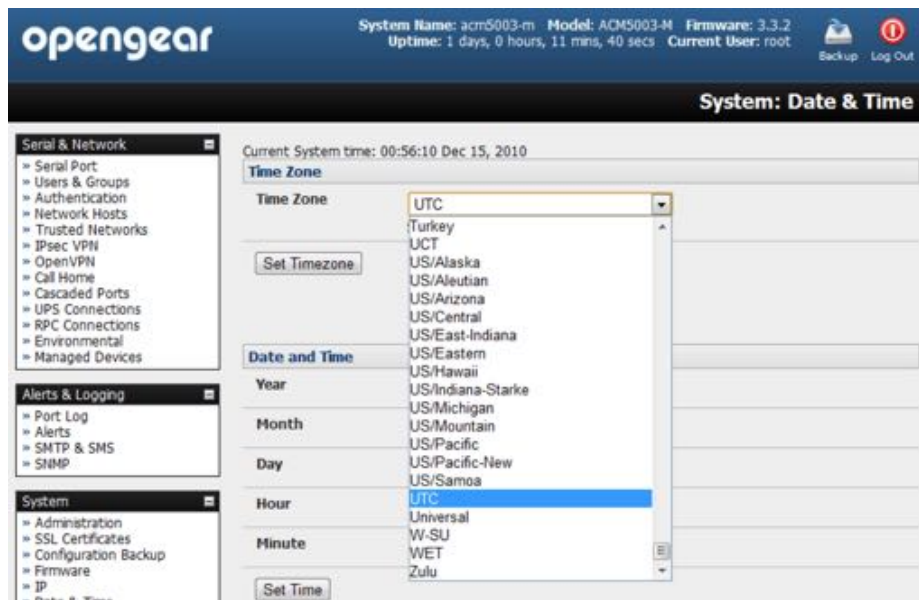 opengear
System Name: acm5003-m Model: ACM5003-M Firmware: 3.3.2
Uptime: 1 days, 0 hours, 11 mins, 40 secs Current User: root
Backup Log Out
System: Date & Time
Serial & Network
» Serial Port
» Users & Groups
» Authentication
» Network Hosts
» Trusted Networks
» IPsec VPN
» OpenVPN
» Call Home
» Cascaded Ports
» UPS Connections
» RPC Connections
» Environmental
» Managed Devices
Alerts & Logging
» Port Log
» Alerts
» SMTP & SMS
» SNMP
System
» Administration
» SSL Certificates
» Configuration Backup
» Firmware
» IP
» Date & Time
Current System time: 00:56:10 Dec 15, 2010
Time Zone
Time Zone
UTC
Turkey
UCT
US/Alaska
US/Aleutian
US/Arizona
US/Central
US/East-Indiana
US/Eastern
US/Hawaii
US/Indiana-Starke
US/Michigan
US/Mountain
US/Pacific
US/Pacific-New
US/Samoa
UTC
Universal
W-SU
WET
Zulu
Set Timezone
Date and Time
Year
Month
Day
Hour
Minute
Set Time